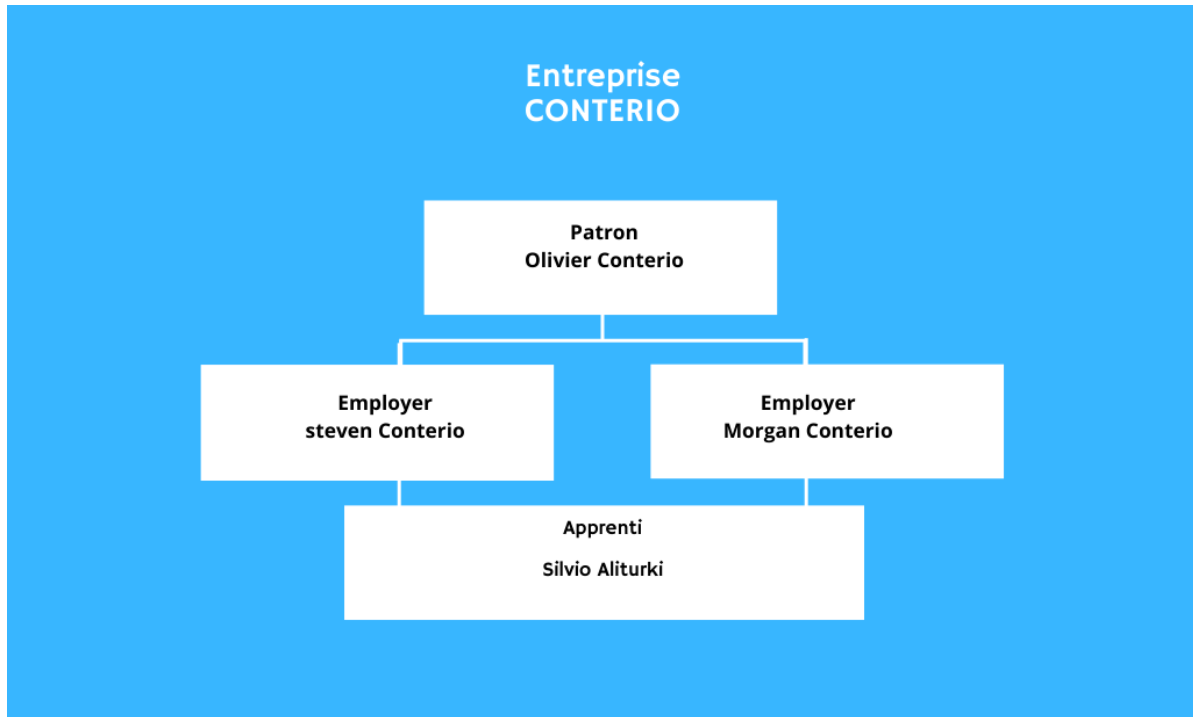 Entreprise
CONTERIO
Patron
Olivier Conterio
Employer
steven Conterio
Employer
Morgan Conterio
Apprenti
Silvio Aliturki